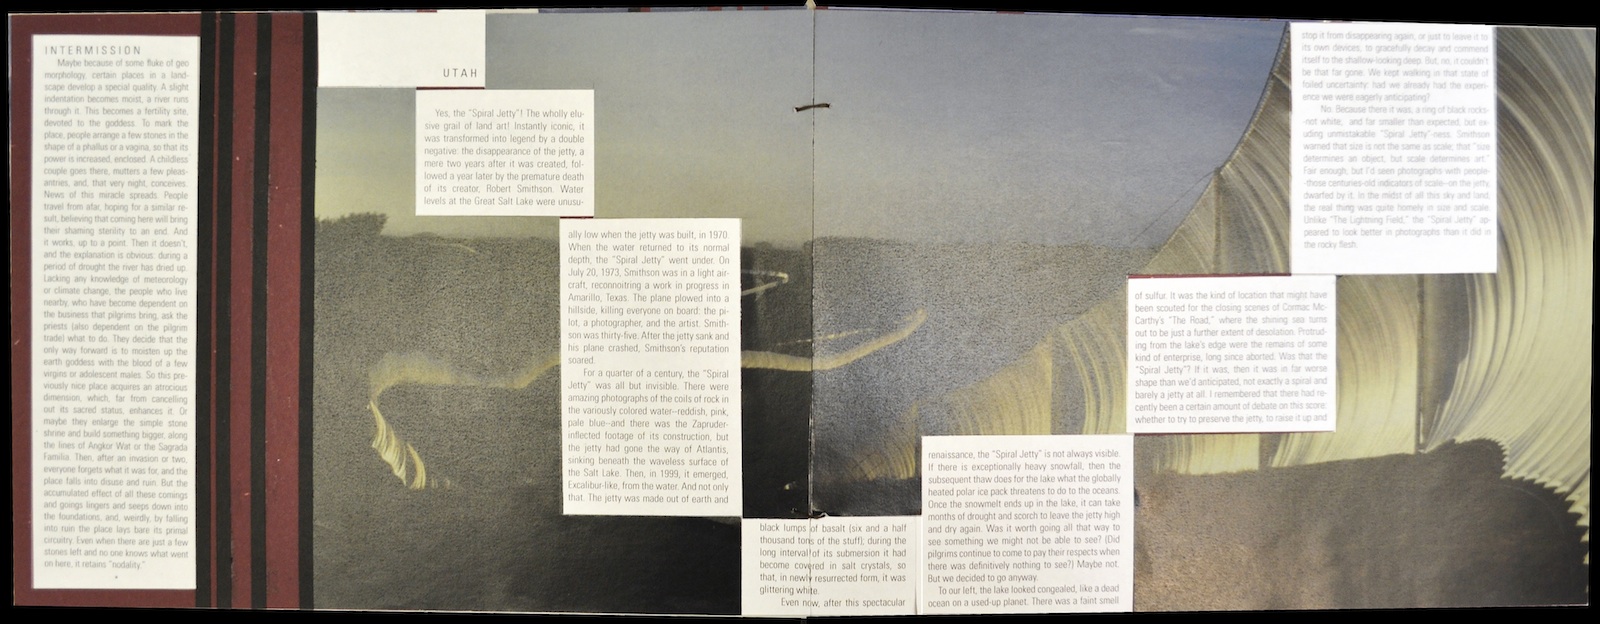 INTERMISSION
Maybe because of some fluke of geo
morphology, certain places in a land-
scape develop a special quality. A slight
indentation becomes moist, a river runs
through it. This becomes a fertility site,
devoted to the goddess. To mark the
place, people arrange a few stones in the
shape of a phallus or a vagina, so that its
power is increased, enclosed. A childless
couple goes there, mutters a few pleas-
antries, and, that very night, conceives.
News of this miracle spreads. People
travel from afar, hoping for a similar re-
sult, believing that coming here will bring
their shaming sterility to an end. And
it works, up to a point. Then it doesn't,
and the explanation is obvious: during a
period of drought the river has dried up.
Lacking any knowledge of meteorology
or climate change, the people who live
nearby, who have become dependent on
the business that pilgrims bring, ask the
priests (also dependent on the pilgrim
trade) what to do. They decide that the
only way forward is to moisten up the
earth goddess with the blood of a few
virgins or adolescent males. So this pre-
viously nice place acquires an atrocious
dimension, which, far from cancelling
out its sacred status, enhances it. Or
maybe they enlarge the simple stone
shrine and build something bigger, along
the lines of Angkor Wat or the Sagrada
Família. Then, after an invasion or two,
everyone forgets what it was for, and the
place falls into disuse and ruin. But the
accumulated effect of all these comings
and goings lingers and seeps down into
the foundations, and, weirdly, by falling
into ruin the place lays bare its primal
circuitry. Even when there are just a few
stones left and no one knows what went
on here, it retains "nodality."
UTAH
Yes, the "Spiral Jetty"! The wholly elu-
sive grail of land art! Instantly iconic, it
was transformed into legend by a double
negative: the disappearance of the jetty, a
mere two years after it was created, fol-
lowed a year later by the premature death
of its creator, Robert Smithson. Water
levels at the Great Salt Lake were unusu-
ally low when the jetty was built, in 1970.
When the water returned to its normal
depth, the "Spiral Jetty" went under. On
July 20, 1973, Smithson was in a light air-
craft, reconnoitring a work in progress in
Amarillo, Texas. The plane plowed into a
hillside, killing everyone on board: the pi-
lot, a photographer, and the artist. Smith-
son was thirty-five. After the jetty sank and
his plane crashed, Smithson's reputation
soared.
For a quarter of a century, the "Spiral
Jetty" was all but invisible. There were
amazing photographs of the coils of rock in
the variously colored water--reddish, pink,
pale blue--and there was the Zapruder-
inflected footage of its construction, but
the jetty had gone the way of Atlantis,
sinking beneath the waveless surface of
the Salt Lake. Then, in 1999, it emerged,
Excalibur-like, from the water. And not only
that. The jetty was made out of earth and
black lumps of basalt (six and a half
thousand tons of the stuff); during the
long interval of its submersion it had
become covered in salt crystals, so
that, in newly resurrected form, it was
glittering white.
Even now, after this spectacular
renaissance, the "Spiral Jetty" is not always visible.
If there is exceptionally heavy snowfall, then the
subsequent thaw does for the lake what the globally
heated polar ice pack threatens to do to the oceans.
Once the snowmelt ends up in the lake, it can take
months of drought and scorch to leave the jetty high
and dry again. Was it worth going all that way to
see something we might not be able to see? (Did
pilgrims continue to come to pay their respects when
there was definitively nothing to see?) Maybe not.
But we decided to go anyway.
To our left, the lake looked congealed, like a dead
ocean on a used-up planet. There was a faint smell
of sulfur. It was the kind of location that might have
been scouted for the closing scenes of Cormac Mc-
Carthy's "The Road," where the shining sea turns
out to be just a further extent of desolation. Protrud-
ing from the lake's edge were the remains of some
kind of enterprise, long since aborted. Was that the
"Spiral Jetty"? If it was, then it was in far worse
shape than we'd anticipated, not exactly a spiral and
barely a jetty at all. I remembered that there had re-
cently been a certain amount of debate on this score:
whether to try to preserve the jetty, to raise it up and
stop it from disappearing again, or just to leave it to
its own devices, to gracefully decay and commend
itself to the shallow-looking deep. But, no, it couldn't
be that far gone. We kept walking in that state of
foiled uncertainty: had we already had the experi-
ence we were eagerly anticipating?
No. Because there it was, a ring of black rocks-
-not white, and far smaller than expected, but ex-
uding unmistakable "Spiral Jetty"-ness. Smithson
warned that size is not the same as scale; that "size
determines an object, but scale determines art."
Fair enough, but I'd seen photographs with people-
-those centuries-old indicators of scale--on the jetty,
dwarfed by it. In the midst of all this sky and land,
the real thing was quite homely in size and scale.
Unlike "The Lightning Field," the "Spiral Jetty" ap-
peared to look better in photographs than it did in
the rocky flesh.